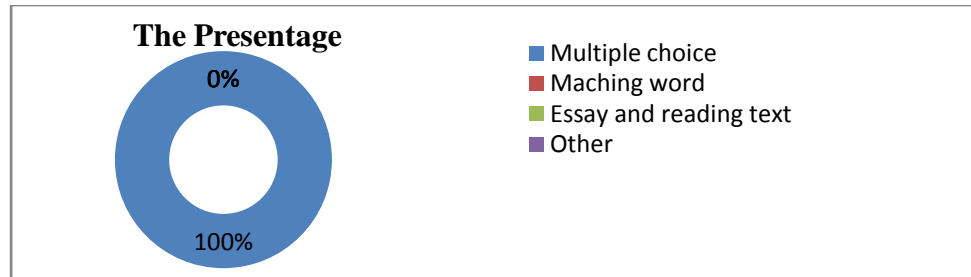 The Presentage
0%
100%
Multiple choice
Maching word
Essay and reading text
Other